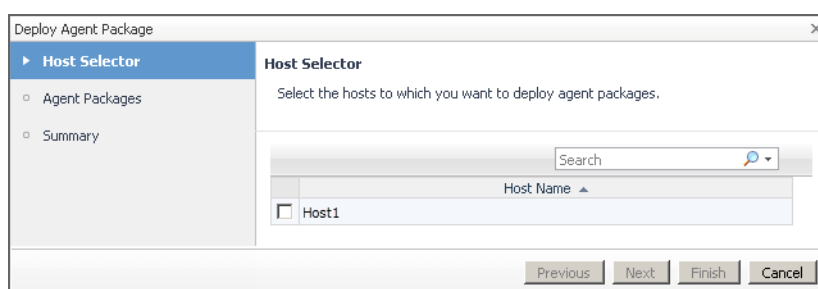 Deploy Agent Package
Host Selector
Agent Packages
Summary
Host Selector
Select the hosts to which you want to deploy agent packages.
Search
Host Name
Host1
Previous Next Finish Cancel